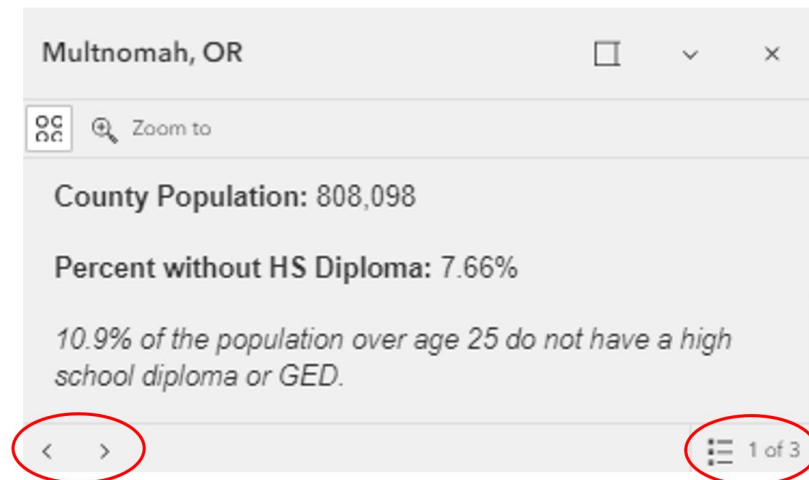 Multnomah, OR
Zoom to
County Population: 808,098
Percent without HS Diploma: 7.66%
10.9% of the population over age 25 do not have a high
school diploma or GED.
1 of 3